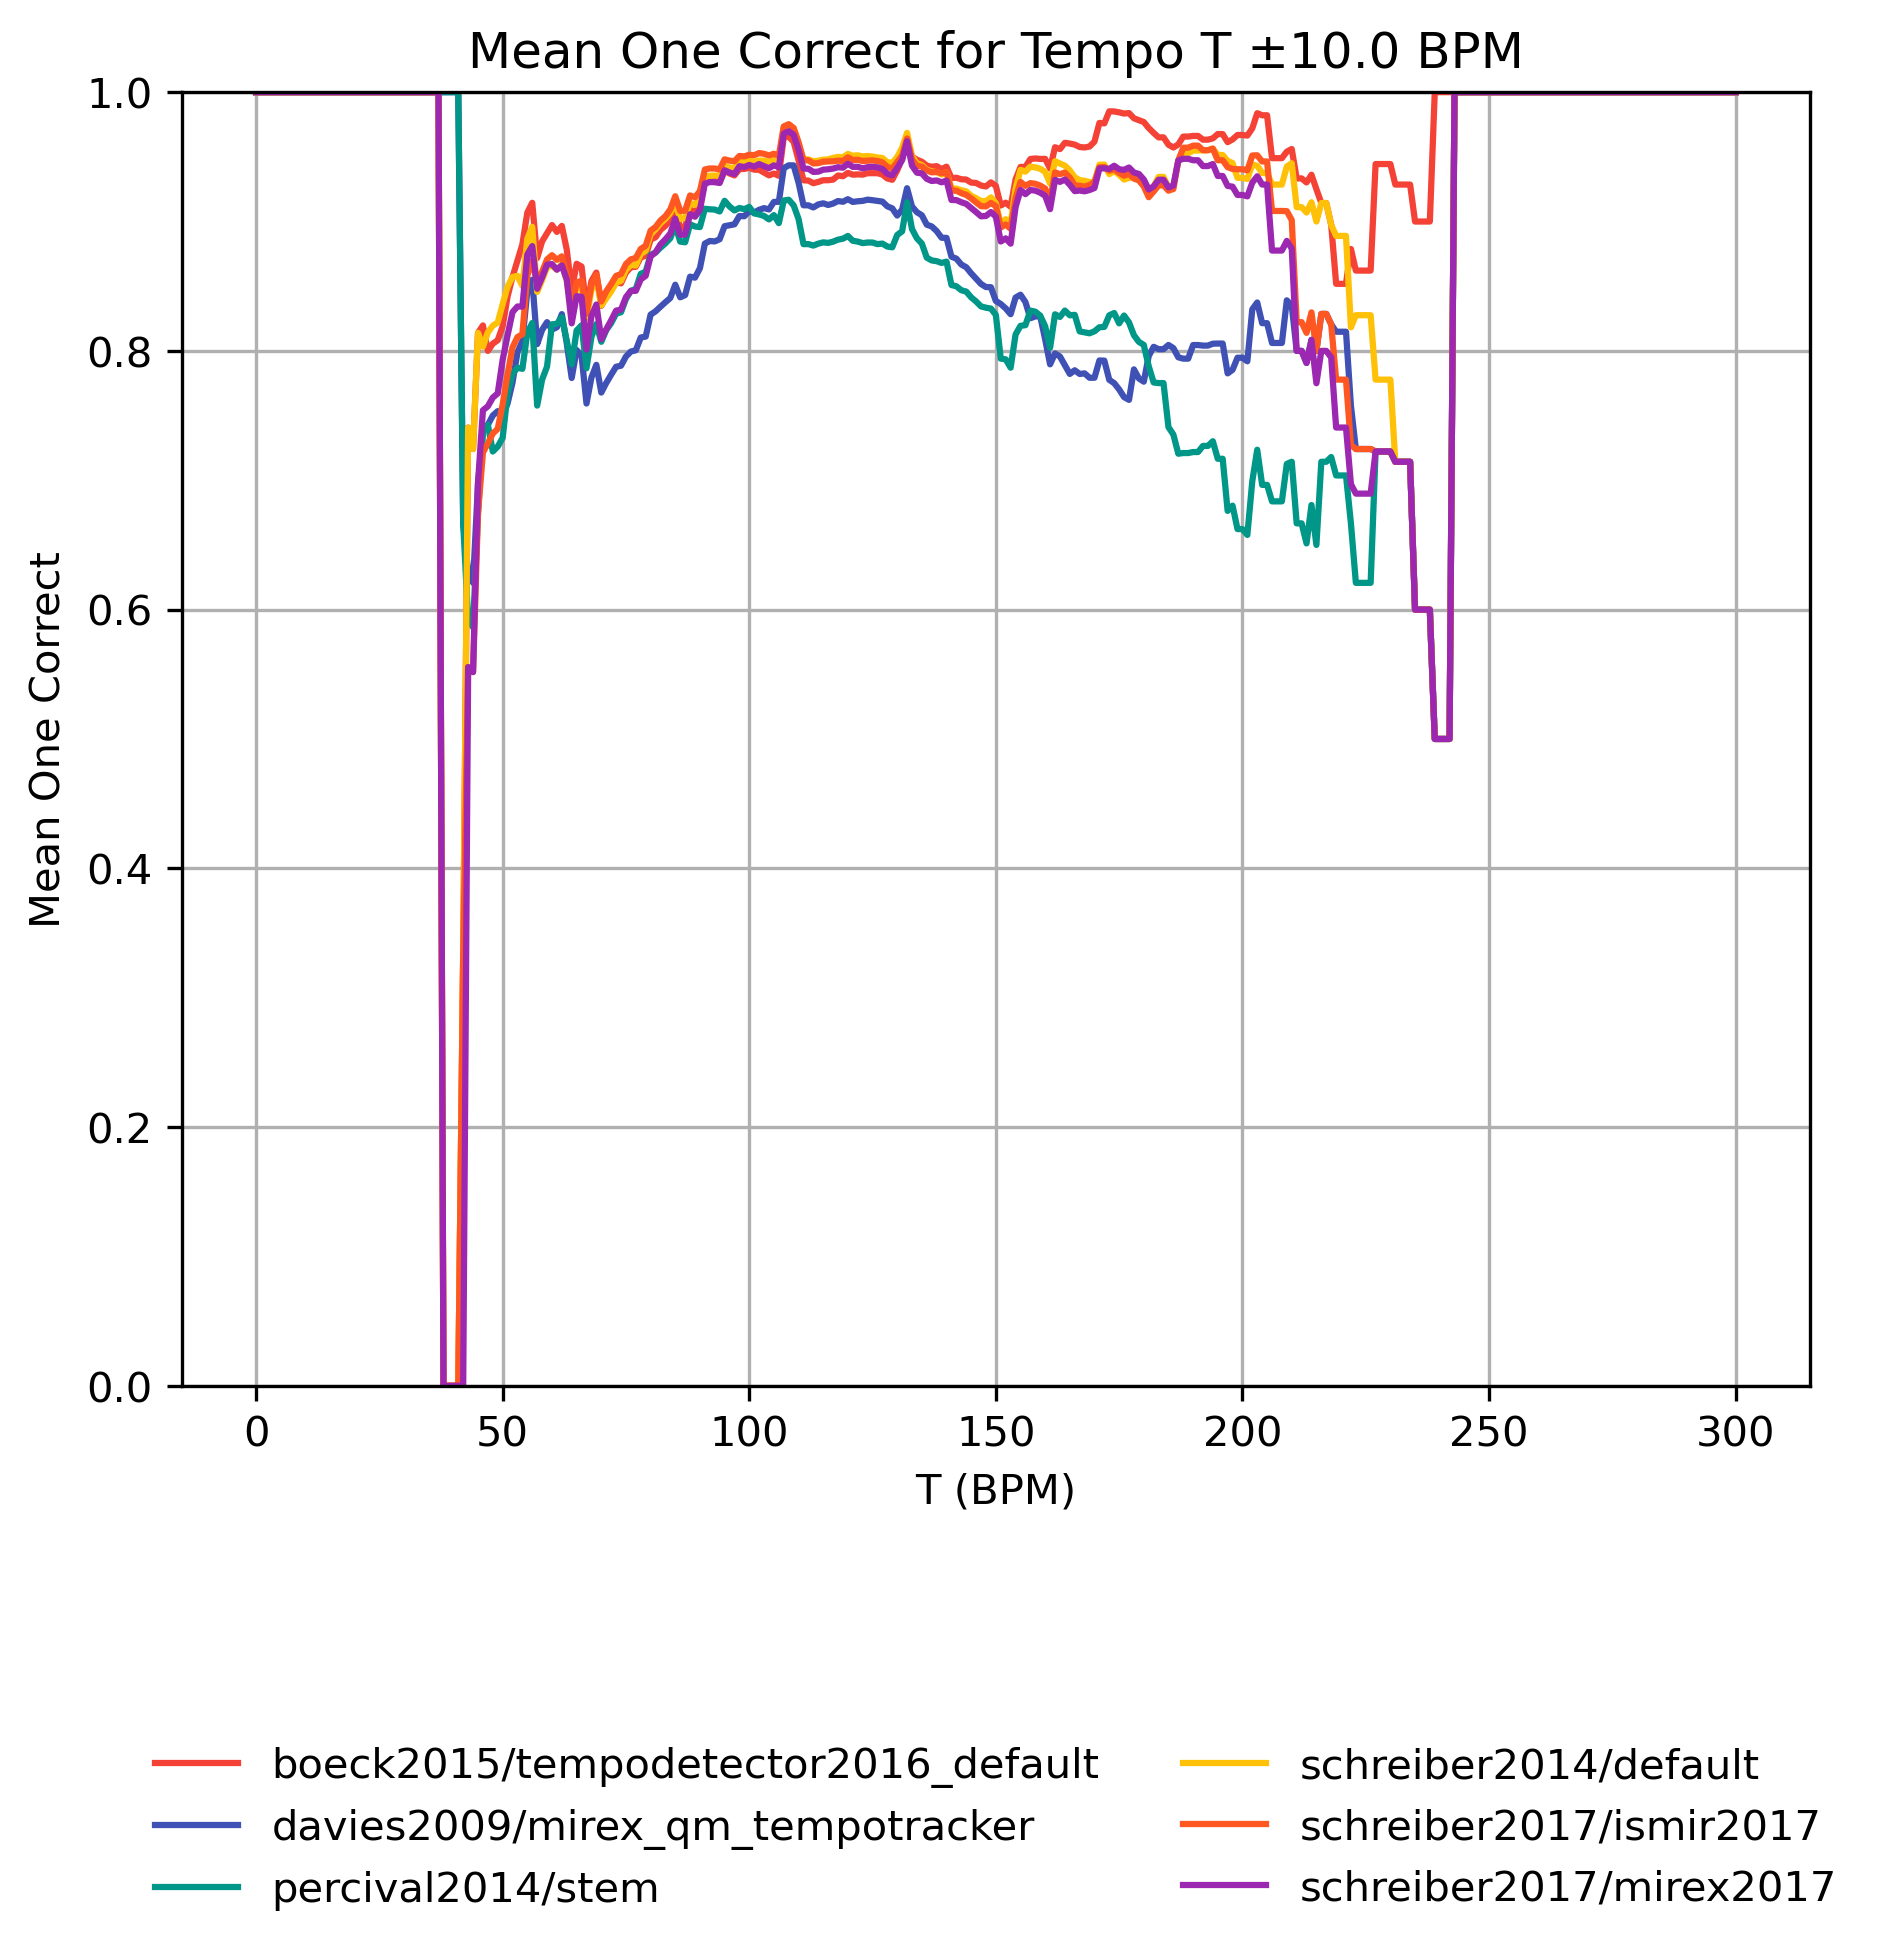 Mean One Correct for Tempo T ±10.0 BPM
Mean One Correct
1.0
0.8
0.6
0.4
0.2
0.0
0 50 100 150 200 250 300
T (BPM)
boeck2015/tempodetector2016_default
davies2009/mirex_qm_tempotracker
percival2014/stem
schreiber2014/default
schreiber2017/ismir2017
schreiber2017/mirex2017